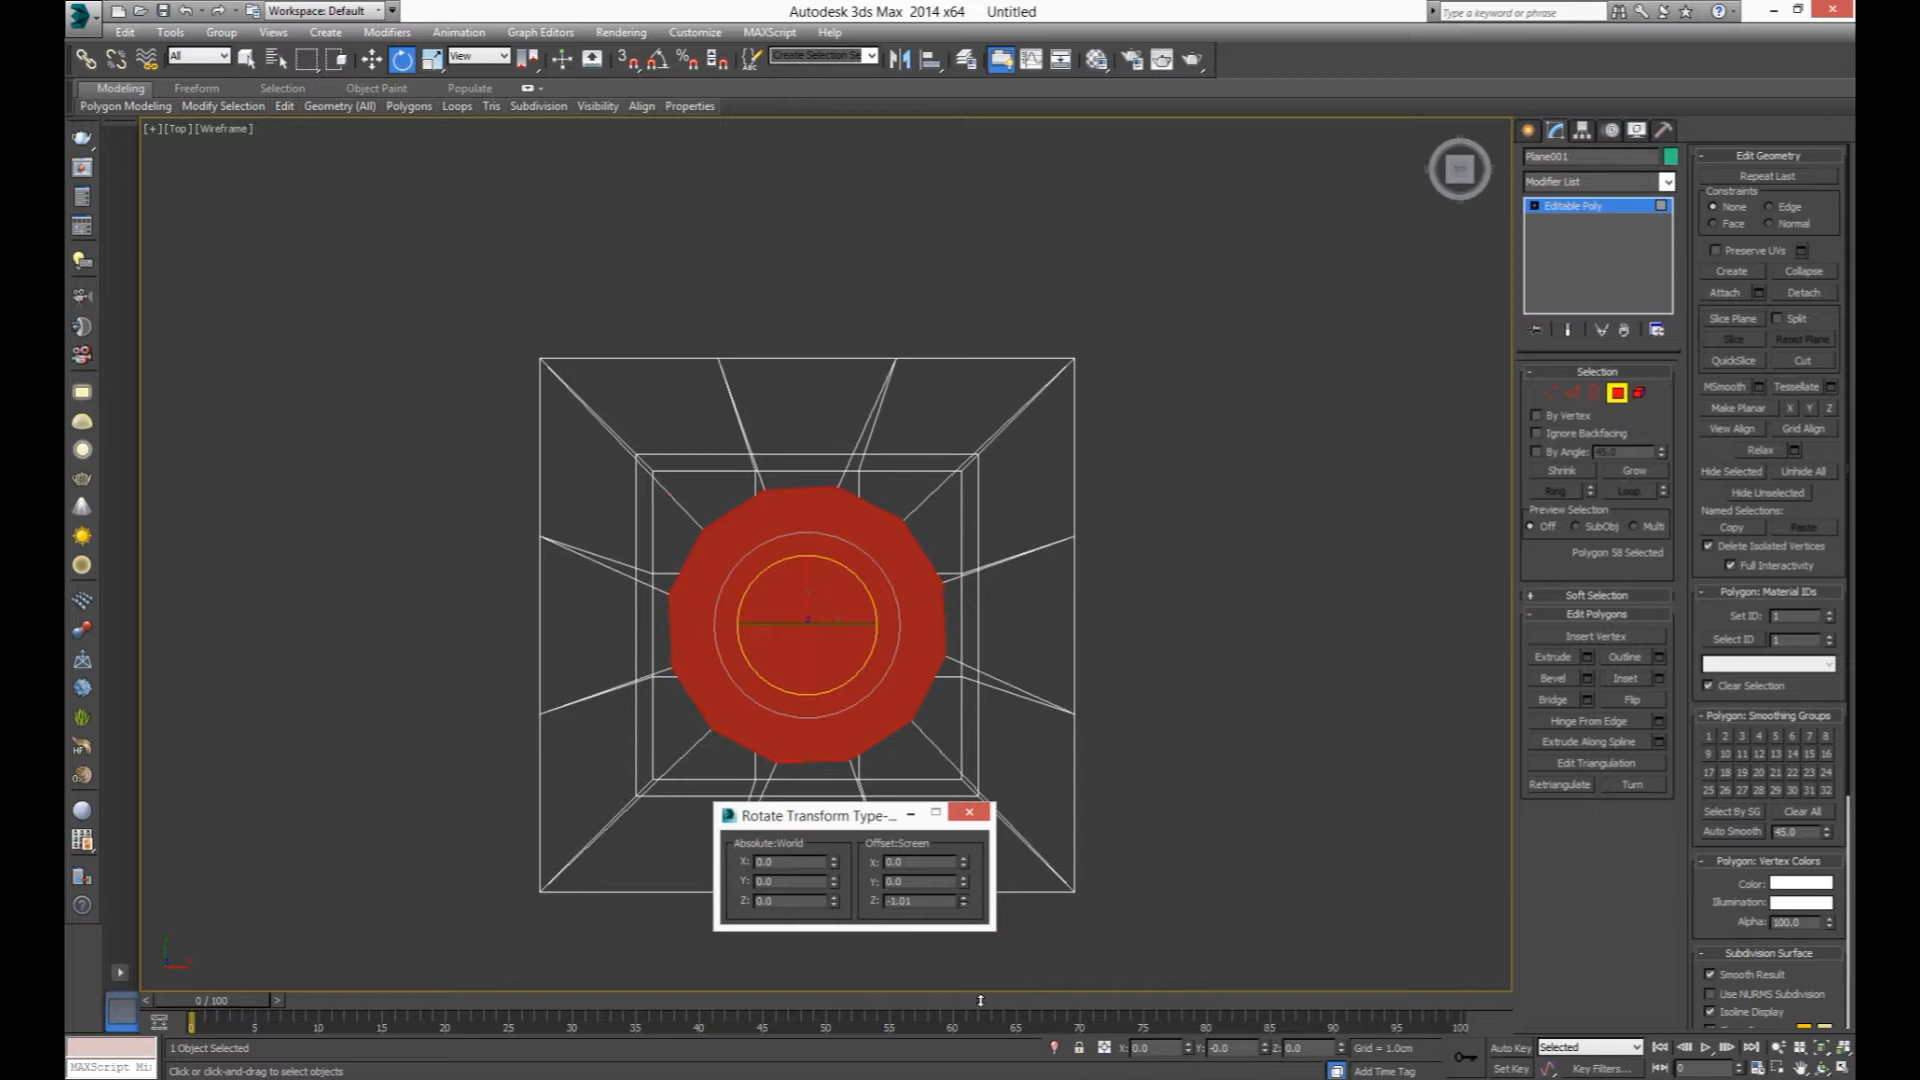 Workspace: Default
Autodesk 3ds Max 2014 x64 Untitled
Type a keyword or phrase
Edit Tools Group Views Create Modifiers Animation Graph Editors Rendering Customize MAXScript Help
All View Create Selection Se
Modeling Freeform Selection Object Paint Populate
Polygon Modeling Modify Selection Edit Geometry (All) Polygons Loops Tris Subdivision Visibility Align Properties
[+] [Top] [Wireframe]
Plane001
Modifier List
Editable Poly
Selection
By Vertex
Ignore Backfacing
By Angle: 45.0
Shrink Grow
Ring Loop
Preview Selection
Off SubObj Multi
Polygon 58 Selected
Soft Selection
Edit Polygons
Insert Vertex
Extrude Outline
Bevel Inset
Bridge Flip
Hinge From Edge
Extrude Along Spline
Edit Triangulation
Retriangulate Turn
Edit Geometry
Repeat Last
Constraints
None Edge
Face Normal
Preserve UVs
Create Collapse
Attach Detach
Slice Plane Split
Slice Reset Plane
QuickSlice Cut
MSmooth Tessellate
Make Planar X Y Z
View Align Grid Align
Relax
Hide Selected Unhide All
Hide Unselected
Named Selections:
Copy Paste
Delete Isolated Vertices
Full Interactivity
Polygon: Material IDs
Set ID: 1
Select ID 1
Clear Selection
Polygon: Smoothing Groups
1 2 3 4 5 6 7 8
9 10 11 12 13 14 15 16
17 18 19 20 21 22 23 24
25 26 27 28 29 30 31 32
Select By SG Clear All
Auto Smooth 45.0
Polygon: Vertex Colors
Color:
Illumination:
Alpha: 100.0
Subdivision Surface
Smooth Result
Use NURMS Subdivision
Isoline Display
Rotate Transform Type-...
Absolute:World Offset:Screen
X: 0.0 X: 0.0
Y: 0.0 Y: 0.0
Z: 0.0 Z: -1.01
0 / 100
0 5 10 15 20 25 30 35 40 45 50 55 60 65 70 75 80 85 90 95 100
1 Object Selected X: 0.0 Y: -0.0 Z: 0.0 Grid = 1.0cm Auto Key Selected
MAXScript Mi Click or click-and-drag to select objects Add Time Tag Set Key Key Filters... 0